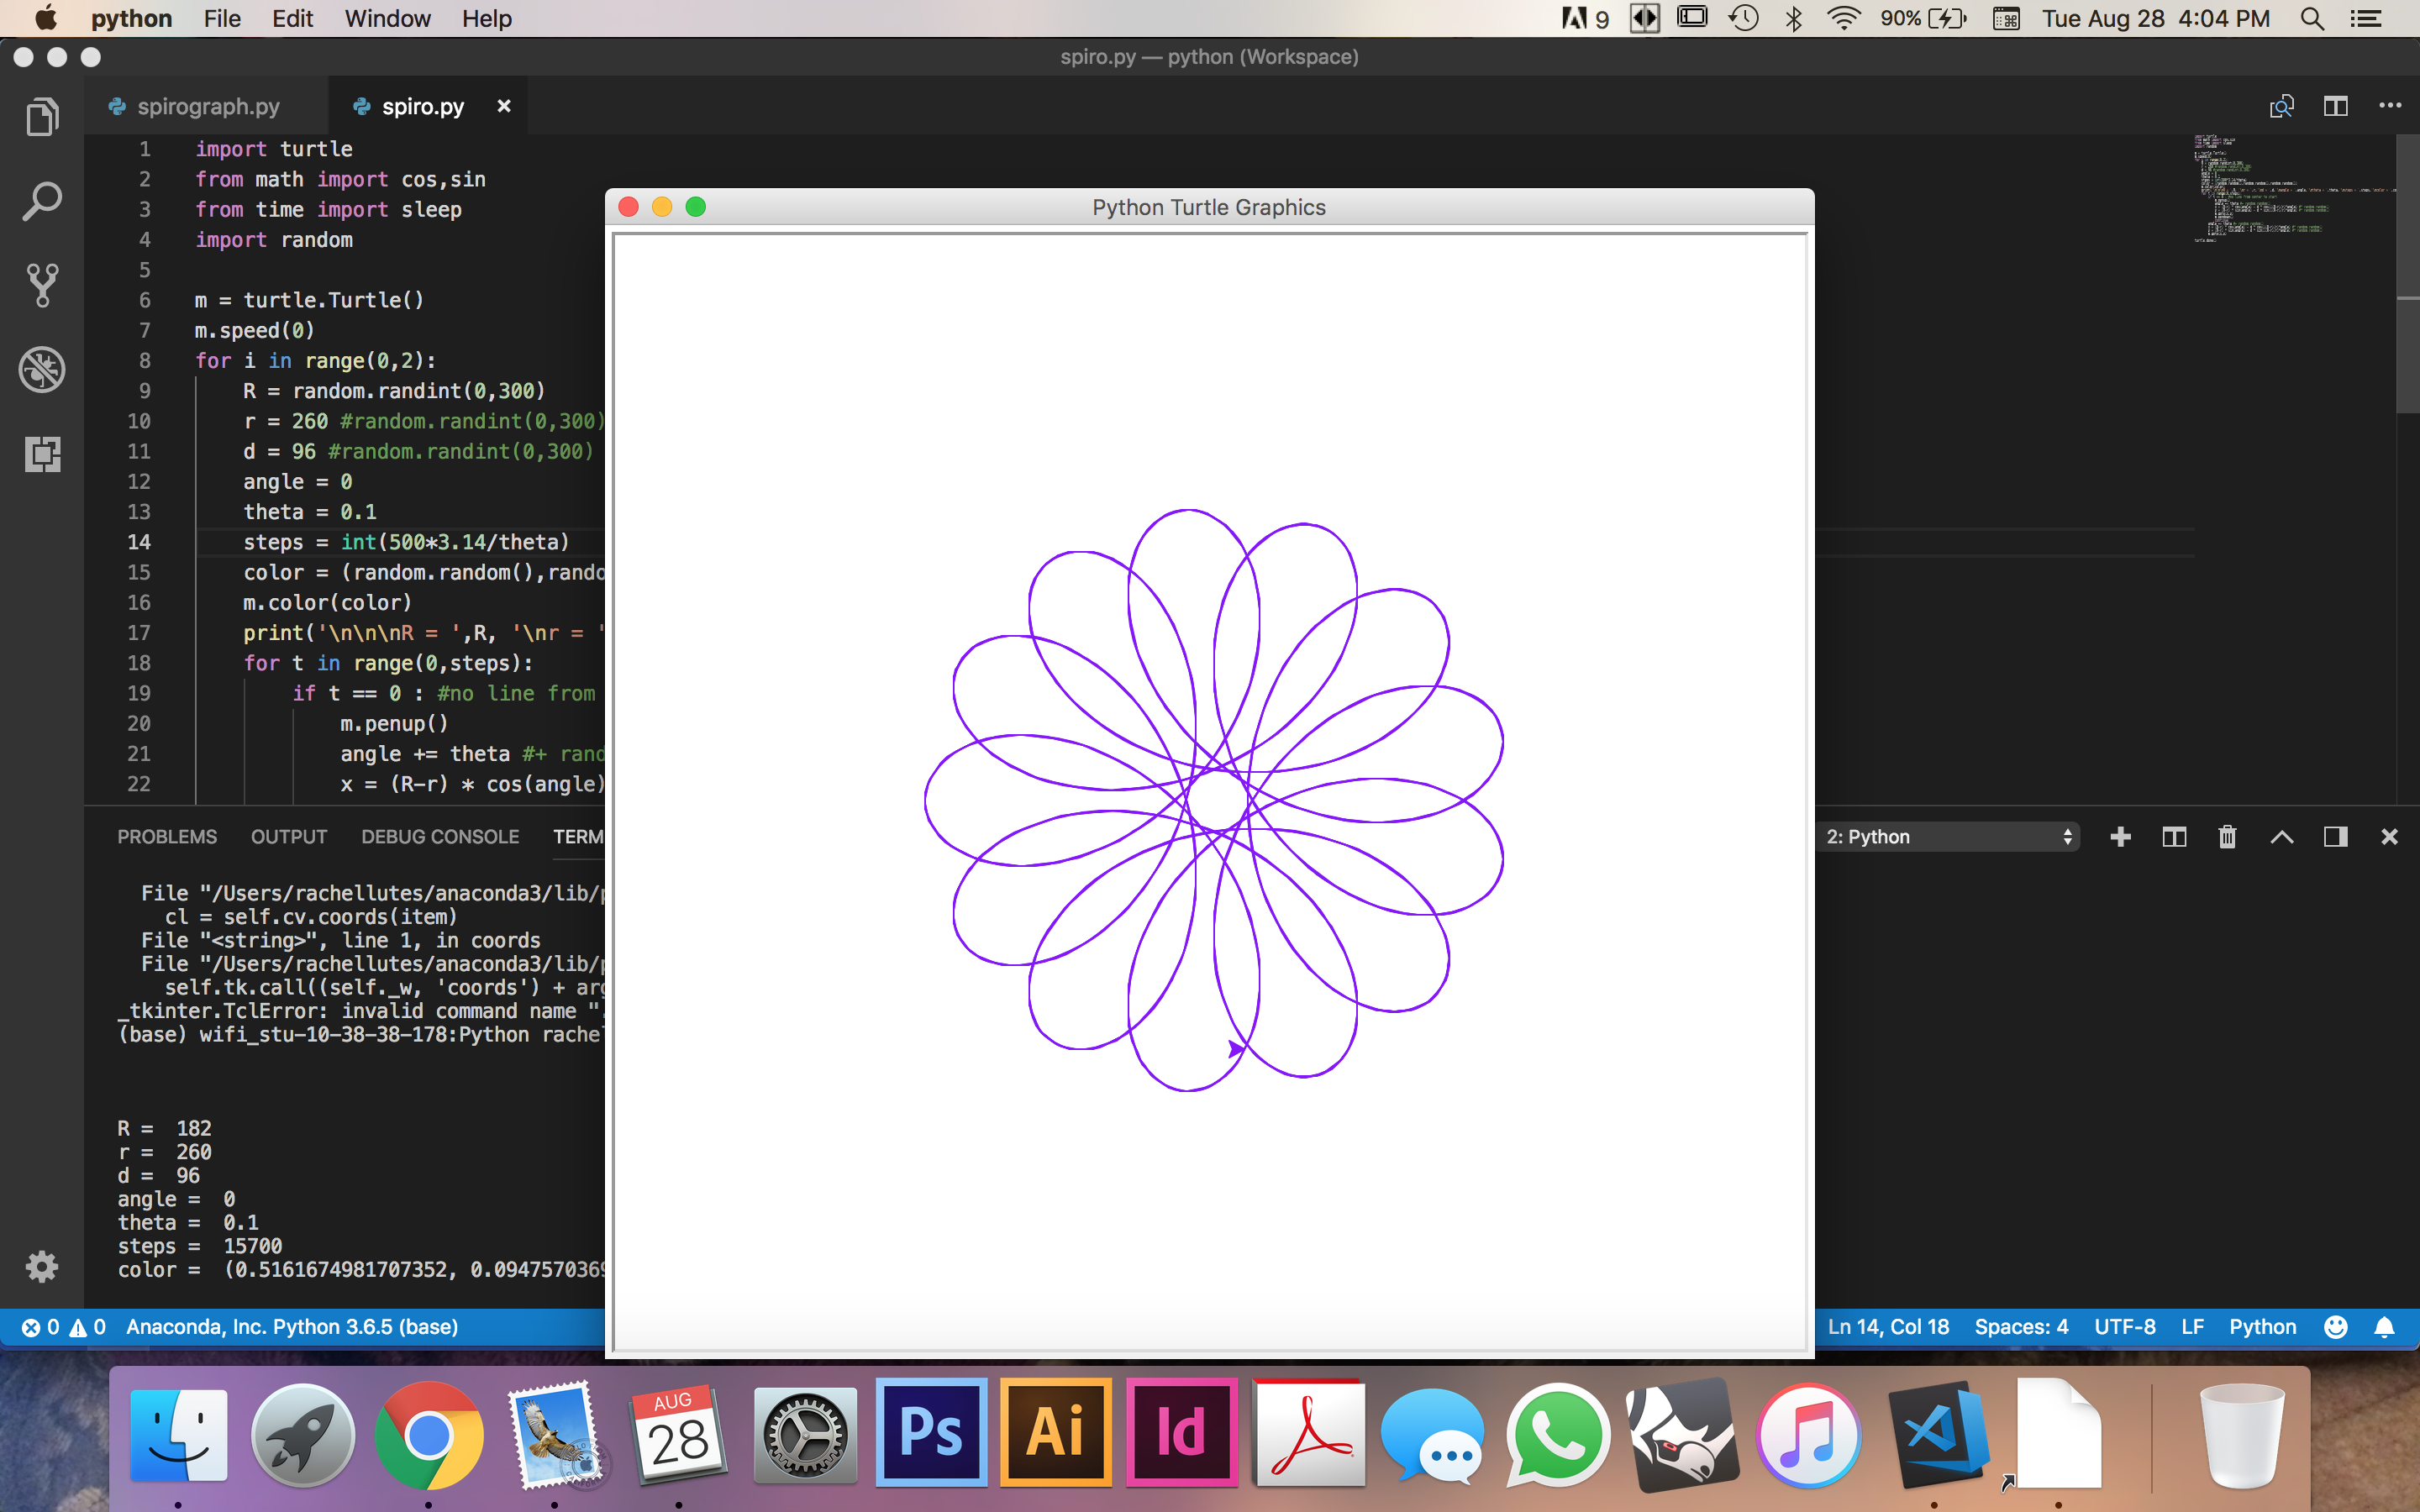 python File Edit Window Help 9 90% Tue Aug 28 4:04 PM
spiro.py — python (Workspace)
spirograph.py spiro.py
1 import turtle
2 from math import cos,sin
3 from time import sleep
4 import random
5
6 m = turtle.Turtle()
7 m.speed(0)
8 for i in range(0,2):
9 R = random.randint(0,300)
10 r = 260 #random.randint(0,300)
11 d = 96 #random.randint(0,300)
12 angle = 0
13 theta = 0.1
14 steps = int(500*3.14/theta)
15 color = (random.random(),rando
16 m.color(color)
17 print('\n\n\nR = ',R, '\nr = '
18 for t in range(0,steps):
19 if t == 0 : #no line from
20 m.penup()
21 angle += theta #+ rand
22 x = (R-r) * cos(angle)
Python Turtle Graphics
PROBLEMS OUTPUT DEBUG CONSOLE TERM 2: Python
File "/Users/rachellutes/anaconda3/lib/p
cl = self.cv.coords(item)
File "<string>", line 1, in coords
File "/Users/rachellutes/anaconda3/lib/p
self.tk.call((self._w, 'coords') + arg
_tkinter.TclError: invalid command name ".
(base) wifi_stu-10-38-38-178:Python rachel
R = 182
r = 260
d = 96
angle = 0
theta = 0.1
steps = 15700
color = (0.5161674981707352, 0.094757036
0 0 Anaconda, Inc. Python 3.6.5 (base) Ln 14, Col 18 Spaces: 4 UTF-8 LF Python
AUG
28
Ps Ai Id